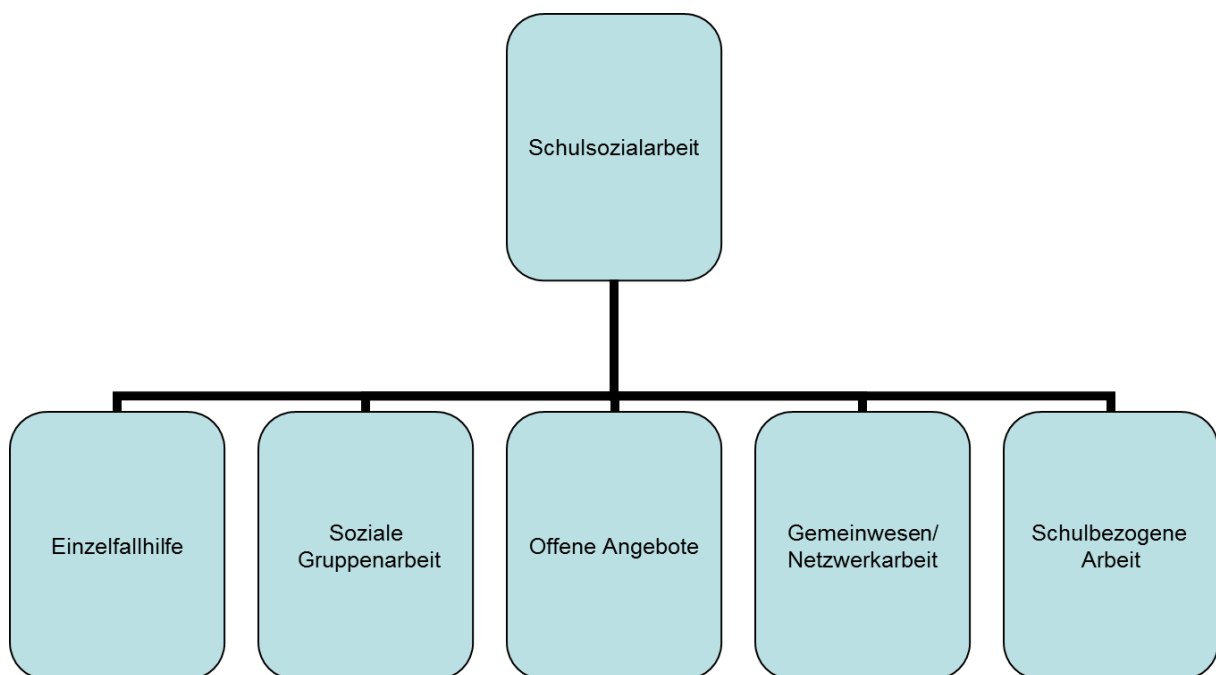 Schulsozialarbeit
Einzelfallhilfe
Soziale
Gruppenarbeit
Offene Angebote
Gemeinwesen/
Netzwerkarbeit
Schulbezogene
Arbeit